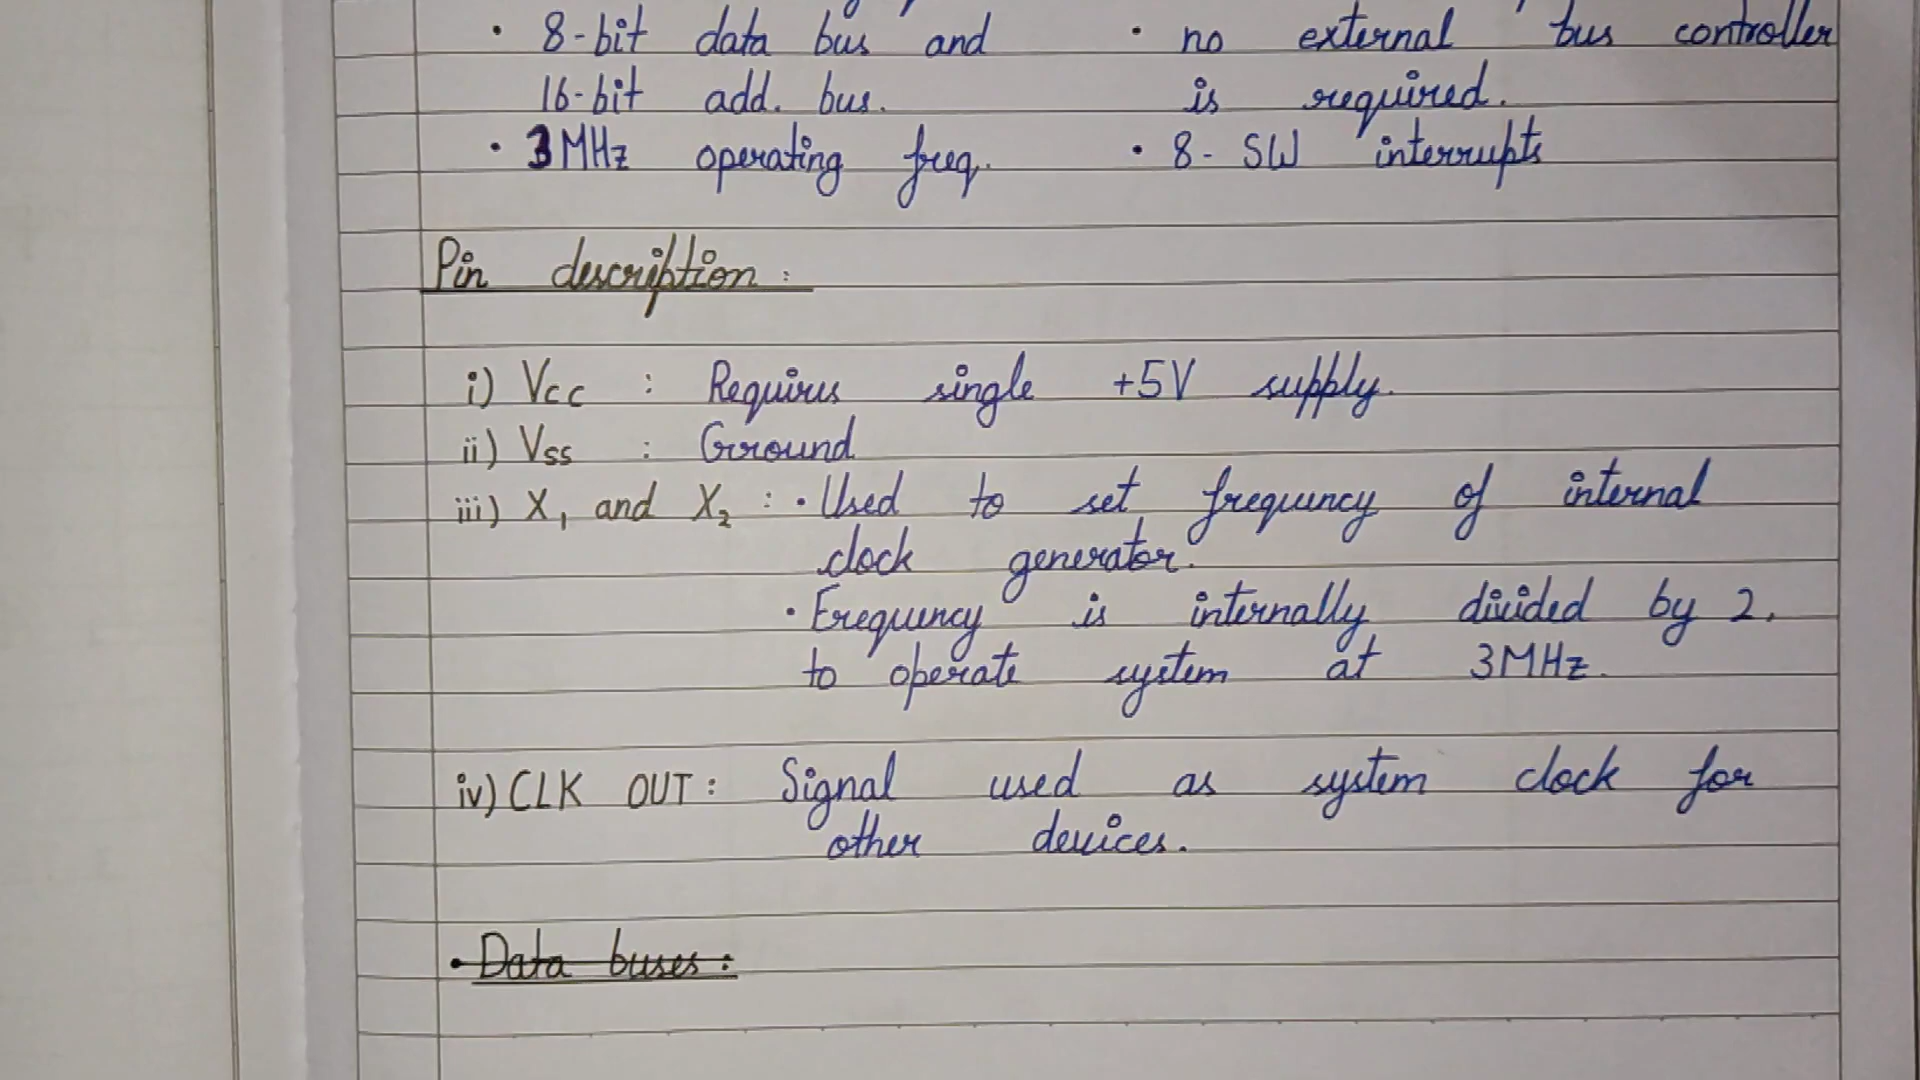 • 8-bit data bus and
16-bit add. bus.
• 3MHz operating freq.
• no external bus controller
is required.
• 8- SW interrupts
Pin description :
i) Vcc : Requires single +5V supply.
ii) Vss : Ground
iii) X₁ and X₂ : • Used to set frequency of internal
clock generator.
• Frequency is internally divided by 2,
to operate system at 3MHz.
iv) CLK OUT : Signal used as system clock for
other devices.
• Data buses :